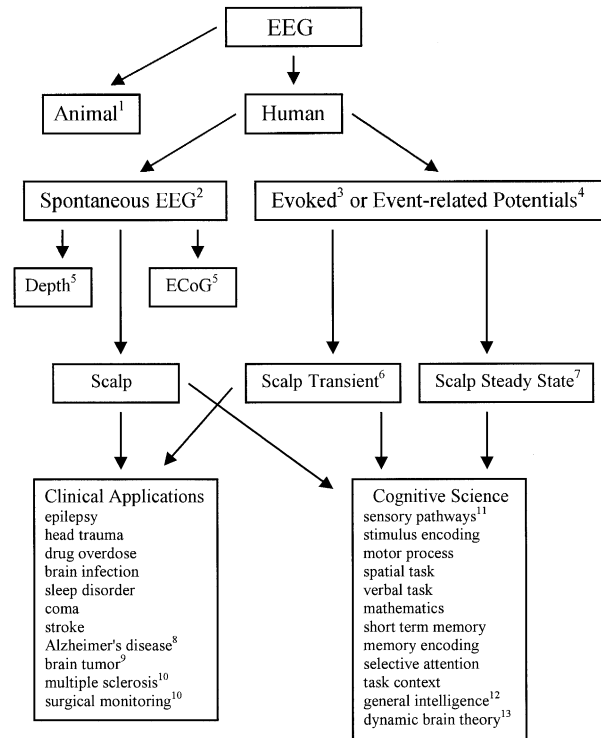 EEG
Animal¹
Human
Spontaneous EEG²
Evoked³ or Event-related Potentials⁴
Depth⁵
ECoG⁵
Scalp
Scalp Transient⁶
Scalp Steady State⁷
Clinical Applications
epilepsy
head trauma
drug overdose
brain infection
sleep disorder
coma
stroke
Alzheimer's disease⁸
brain tumor⁹
multiple sclerosis¹⁰
surgical monitoring¹⁰
Cognitive Science
sensory pathways¹¹
stimulus encoding
motor process
spatial task
verbal task
mathematics
short term memory
memory encoding
selective attention
task context
general intelligence¹²
dynamic brain theory¹³